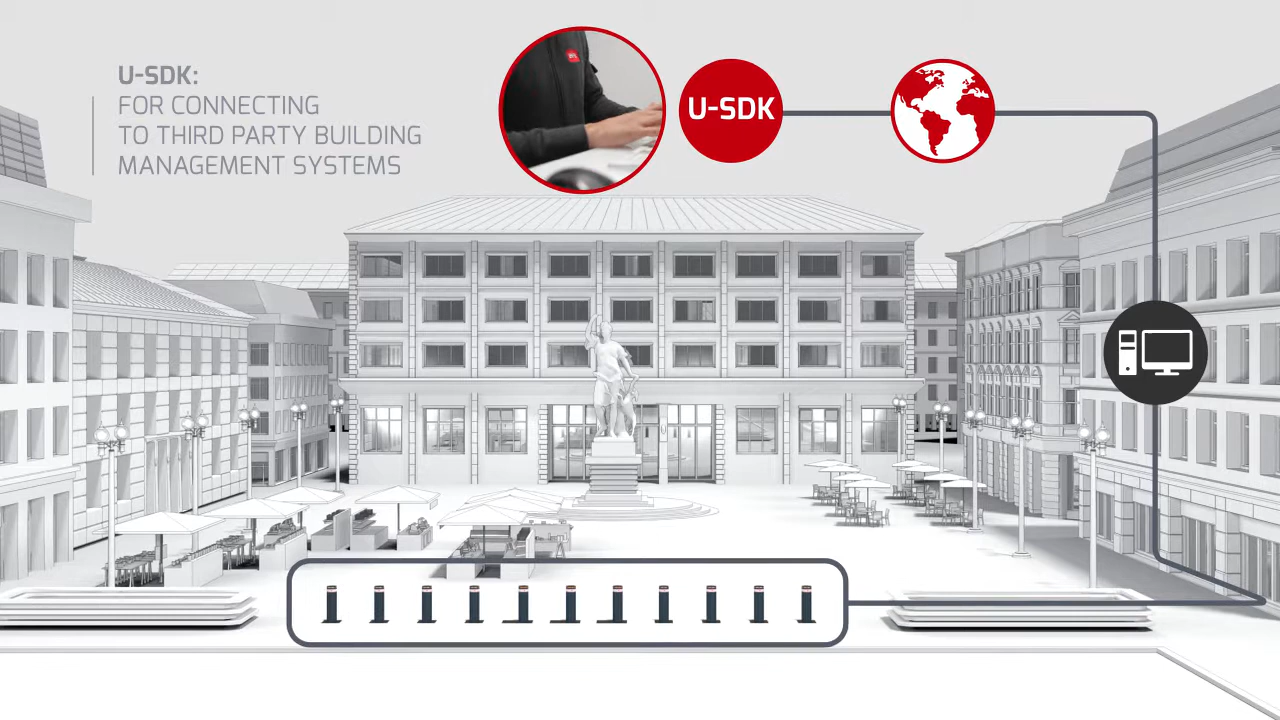 U-SDK:
FOR CONNECTING
TO THIRD PARTY BUILDING
MANAGEMENT SYSTEMS
U-SDK